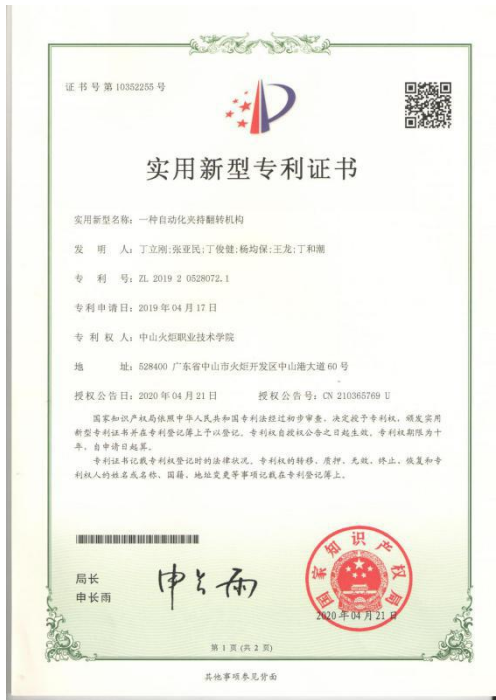 证书号第10352255号
实用新型专利证书
实用新型名称：一种自动化夹持翻转机构
发明人：丁立刚;张亚民;丁俊健;杨均保;王龙;丁和潮
专利号：ZL 2019 2 0528072.1
专利申请日：2019年04月17日
专利权人：中山火炬职业技术学院
地址：528400 广东省中山市火炬开发区中山港大道60号
授权公告日：2020年04月21日 授权公告号：CN 210365769 U
国家知识产权局依照中华人民共和国专利法经过初步审查，决定授予专利权，颁发实用
新型专利证书并在专利登记簿上予以登记。专利权自授权公告之日起生效。专利权期限为十
年，自申请日起算。
专利证书记载专利权登记时的法律状况。专利权的转移、质押、无效、终止、恢复和专
利权人的姓名或名称、国籍、地址变更等事项记载在专利登记簿上。
局长
申长雨
申长雨
国家知识产权局
2020年04月21日
第1页(共2页)
其他事项参见背面